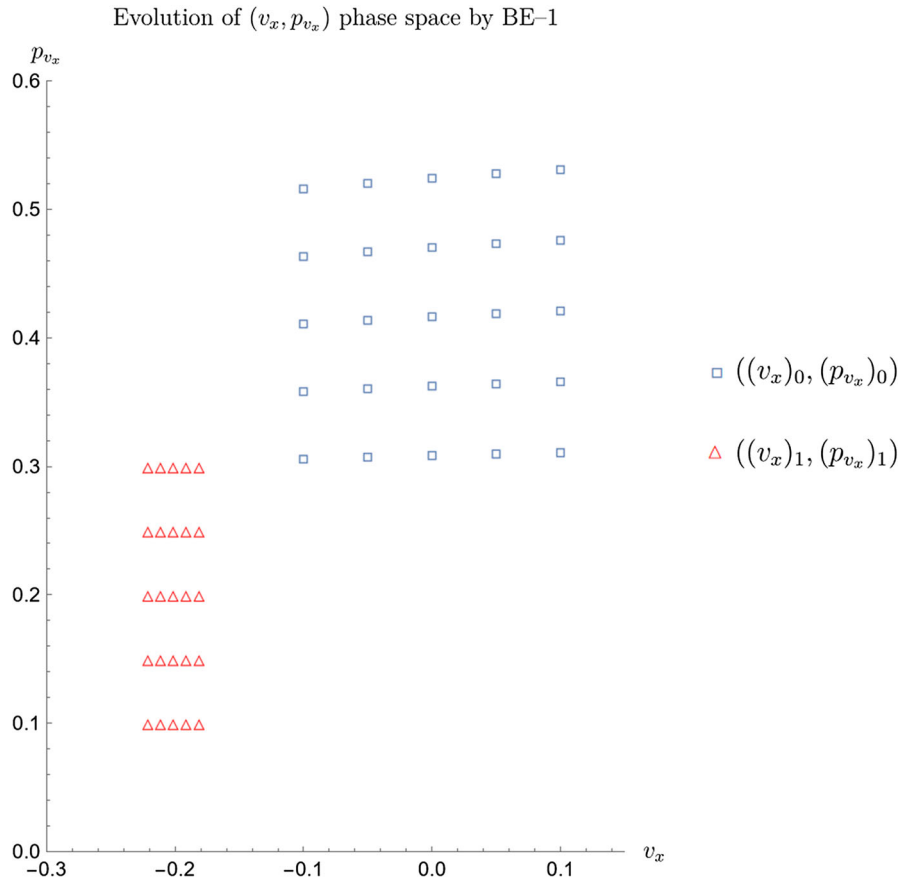 Evolution of $(v_x, p_{v_x})$ phase space by BE–1
$p_{v_x}$
0.6
0.5
0.4
0.3
0.2
0.1
0.0
−0.3 −0.2 −0.1 0.0 0.1
$v_x$
$((v_x)_0, (p_{v_x})_0)$
$((v_x)_1, (p_{v_x})_1)$